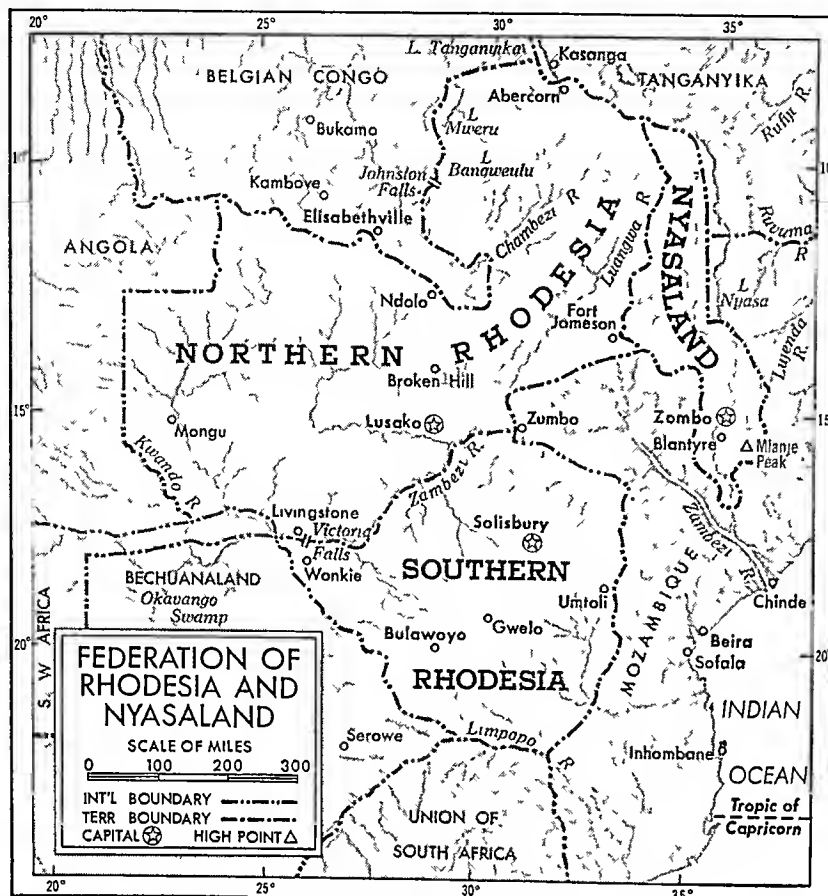 20° 25° 30° 35°
L. Tanganyika
Kasanga
BELGIAN CONGO
TANGANYIKA
Abercorn
Bukama
L Mweru
Rufiji R.
10° 10°
L Bangweulu
Johnston Falls
Kambove
Elisabethville
Chambezi R
Luangwa R
NYASALAND
Ruvuma R
ANGOLA
L Nyasa
Ndola
NORTHERN RHODESIA
Fort Jameson
Lujenda R.
Broken Hill
15° 15°
Mongu
Lusaka
Zumbo
Zomba
Blantyre
Mlanje Peak
Kwando R
Zambezi R.
Zambezi R.
Livingstone
Victoria Falls
Salisbury
Wankie
SOUTHERN RHODESIA
BECHUANALAND
Okavango Swamp
Umtali
MOZAMBIQUE
Chinde
S. W AFRICA
Gwelo
Bulawayo
Beira
Sofala
20° 20°
FEDERATION OF
RHODESIA AND
NYASALAND
SCALE OF MILES
0 100 200 300
INT'L BOUNDARY
TERR BOUNDARY
CAPITAL HIGH POINT
INDIAN OCEAN
Serowe
Limpopo R
Inhambane
UNION OF
SOUTH AFRICA
Tropic of
Capricorn
20° 25° 30° 35°